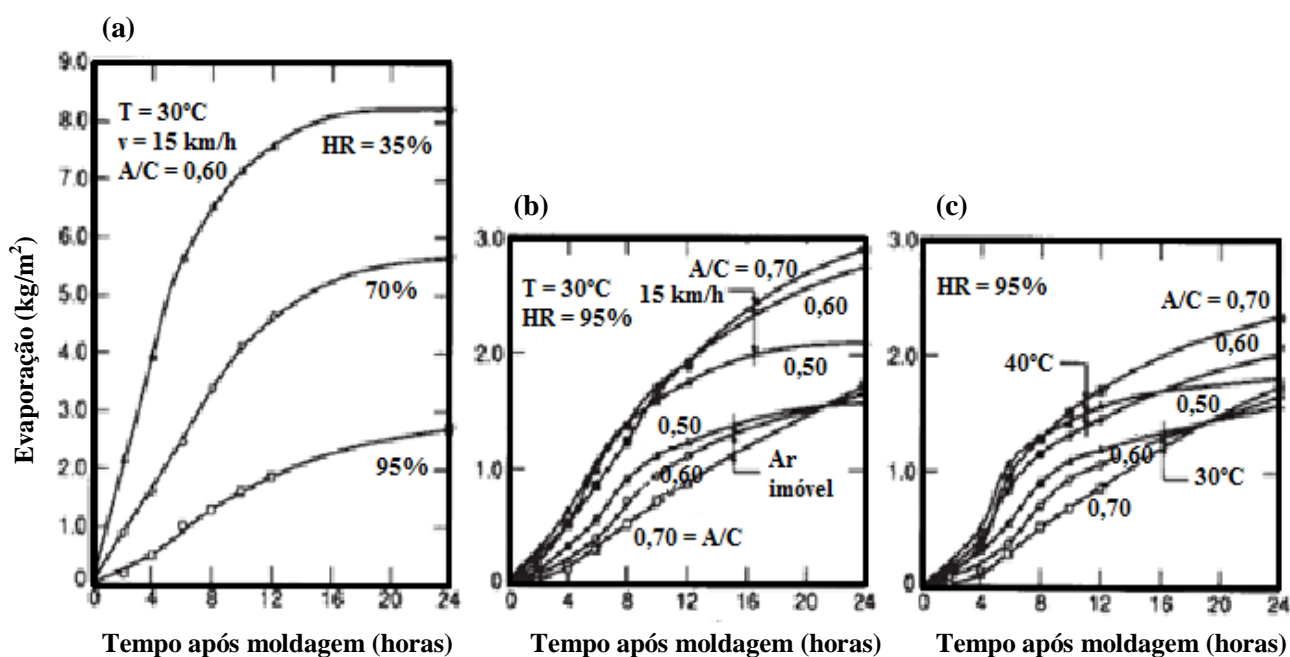 (a)
Evaporação (kg/m²)
9.0
8.0
7.0
6.0
5.0
4.0
3.0
2.0
1.0
0
T = 30ºC
v = 15 km/h
A/C = 0,60
HR = 35%
70%
95%
0 4 8 12 16 20 24
Tempo após moldagem (horas)
(b)
3.0
2.0
1.0
0
T = 30ºC
HR = 95%
A/C = 0,70
15 km/h
0,60
0,50
0,50
0,60
Ar
imóvel
0,70 = A/C
0 4 8 12 16 20 24
Tempo após moldagem (horas)
(c)
3.0
2.0
1.0
0
HR = 95%
A/C = 0,70
0,60
40ºC
0,50
0,60
30ºC
0,70
0 4 8 12 16 20 24
Tempo após moldagem (horas)